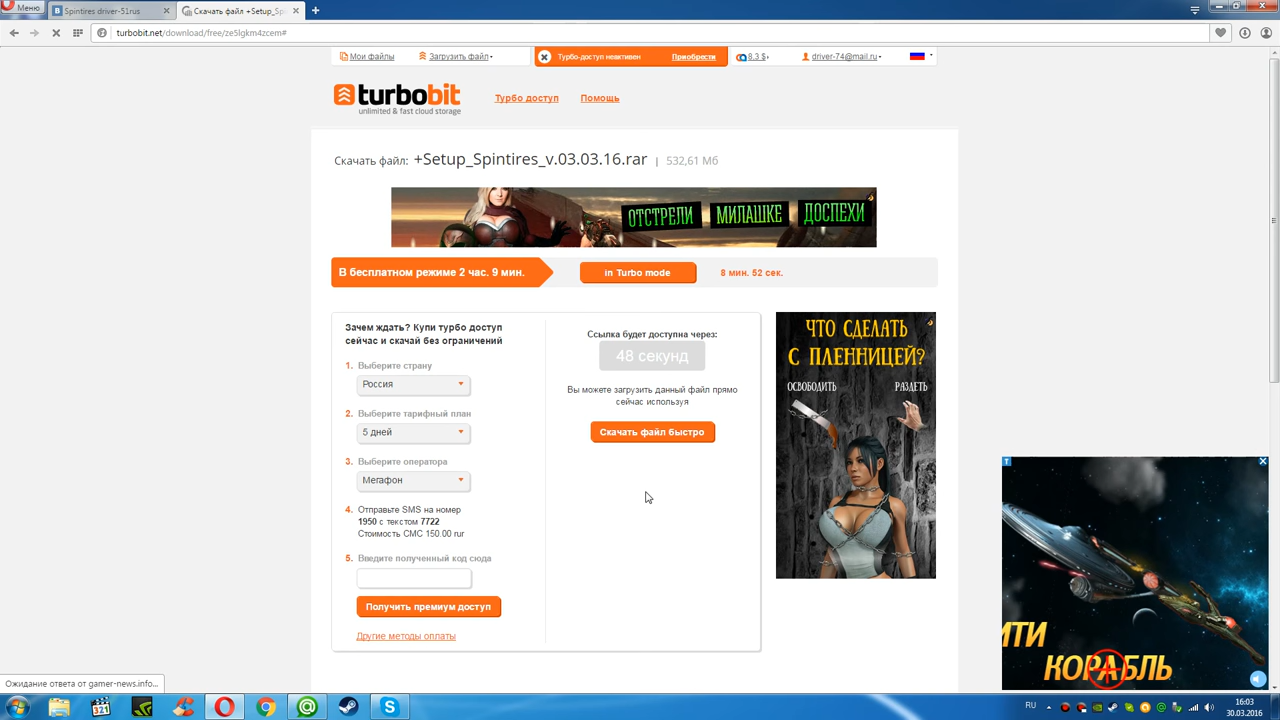 Меню
Spintires driver-51rus
Скачать файл +Setup_Sp
turbobit.net/download/free/ze5lgkm4zcem#
Мои файлы
Загрузить файл
Турбо-доступ неактивен
Приобрести
8.3 $
driver-74@mail.ru
turbobit
unlimited & fast cloud storage
Турбо доступ
Помощь
Скачать файл: +Setup_Spintires_v.03.03.16.rar | 532,61 Мб
ОТСТРЕЛИ МИЛАШКЕ ДОСПЕХИ
В бесплатном режиме 2 час. 9 мин.
in Turbo mode
8 мин. 52 сек.
Зачем ждать? Купи турбо доступ
сейчас и скачай без ограничений
1. Выберите страну
Россия
2. Выберите тарифный план
5 дней
3. Выберите оператора
Мегафон
4. Отправьте SMS на номер
1950 с текстом 7722
Стоимость СМС 150.00 rur
5. Введите полученный код сюда
Получить премиум доступ
Другие методы оплаты
Ссылка будет доступна через:
48 секунд
Вы можете загрузить данный файл прямо
сейчас используя
Скачать файл быстро
ЧТО СДЕЛАТЬ
С ПЛЕННИЦЕЙ?
ОСВОБОДИТЬ РАЗДЕТЬ
T
ИТИ
КОРАБЛЬ
Ожидание ответа от gamer-news.info...
321
RU
16:03
30.03.2016